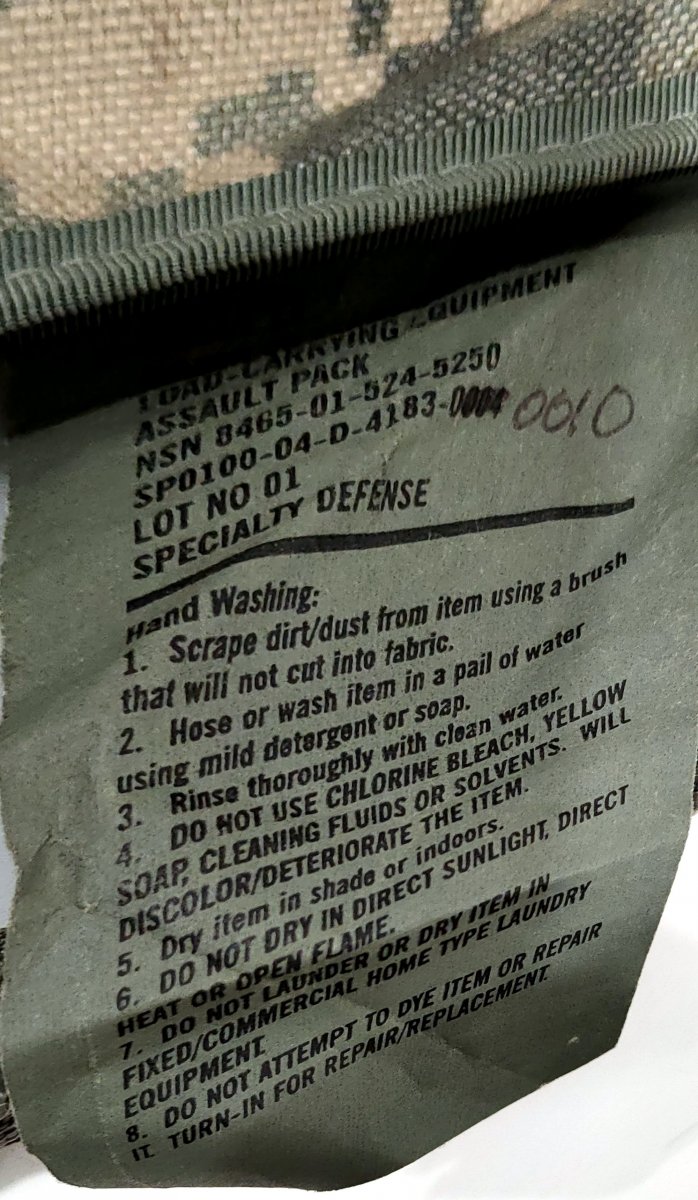 LOAD-CARRYING EQUIPMENT
ASSAULT PACK
NSN 8465-01-524-5250
SP0100-04-D-4183-0004 0010
LOT NO 01
SPECIALTY DEFENSE
Hand Washing:
1. Scrape dirt/dust from item using a brush
that will not cut into fabric.
2. Hose or wash item in a pail of water
using mild detergent or soap.
3. Rinse thoroughly with clean water.
4. DO NOT USE CHLORINE BLEACH, YELLOW
SOAP, CLEANING FLUIDS OR SOLVENTS. WILL
DISCOLOR/DETERIORATE THE ITEM.
5. Dry item in shade or indoors.
6. DO NOT DRY IN DIRECT SUNLIGHT, DIRECT
HEAT OR OPEN FLAME.
7. DO NOT LAUNDER OR DRY ITEM IN
FIXED/COMMERCIAL HOME TYPE LAUNDRY
EQUIPMENT.
8. DO NOT ATTEMPT TO DYE ITEM OR REPAIR
IT. TURN-IN FOR REPAIR/REPLACEMENT.